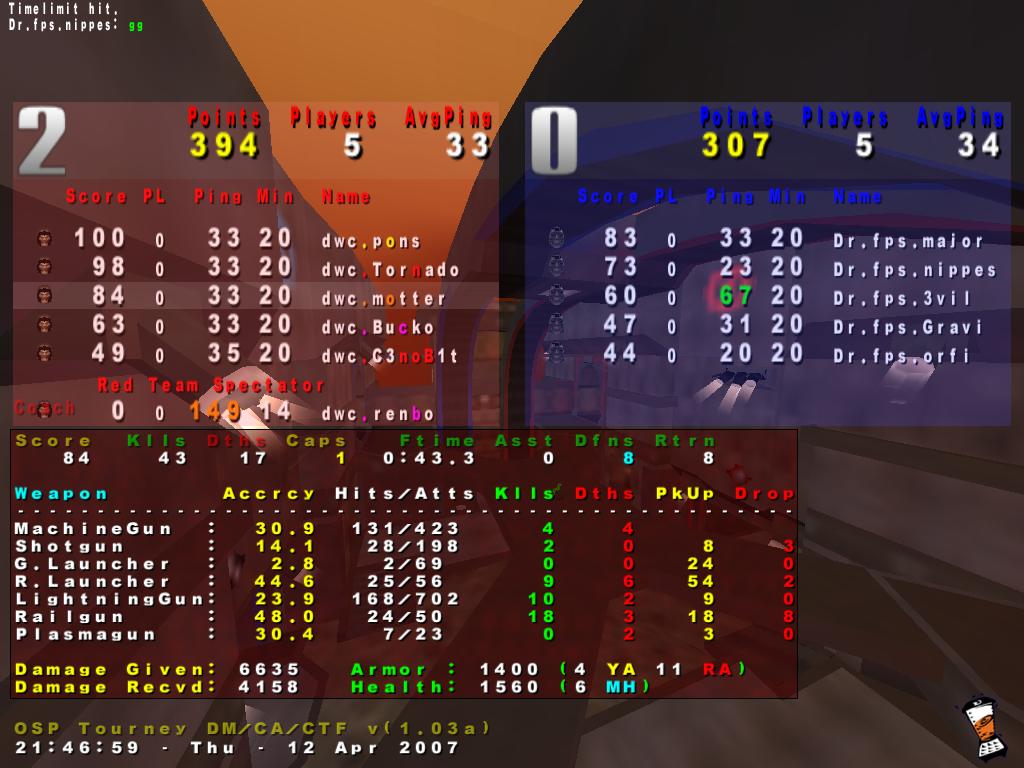 Timelimit hit.
Dr.fps.nippes: gg
2 Points Players AvgPing
394 5 33
Score PL Ping Min Name
100 0 33 20 dwc.pons
98 0 33 20 dwc.Tornado
84 0 33 20 dwc.motter
63 0 33 20 dwc.Bucko
49 0 35 20 dwc.C3noB1t
Red Team Spectator
Coach 0 0 149 14 dwc.renbo
0 Points Players AvgPing
307 5 34
Score PL Ping Min Name
83 0 33 20 Dr.fps.major
73 0 23 20 Dr.fps.nippes
60 0 67 20 Dr.fps.3vil
47 0 31 20 Dr.fps.Gravi
44 0 20 20 Dr.fps.orfi
Score Klls Dths Caps Ftime Asst Dfns Rtrn
84 43 17 1 0:43.3 0 8 8
Weapon Accrcy Hits/Atts Klls Dths PkUp Drop
MachineGun : 30.9 131/423 4 4
Shotgun : 14.1 28/198 2 0 8 3
G.Launcher : 2.8 2/69 0 0 24 0
R.Launcher : 44.6 25/56 9 6 54 2
LightningGun: 23.9 168/702 10 2 9 0
Railgun : 48.0 24/50 18 3 18 8
Plasmagun : 30.4 7/23 0 2 3 0
Damage Given: 6635 Armor : 1400 (4 YA 11 RA)
Damage Recvd: 4158 Health: 1560 (6 MH)
OSP Tourney DM/CA/CTF v(1.03a)
21:46:59 - Thu - 12 Apr 2007